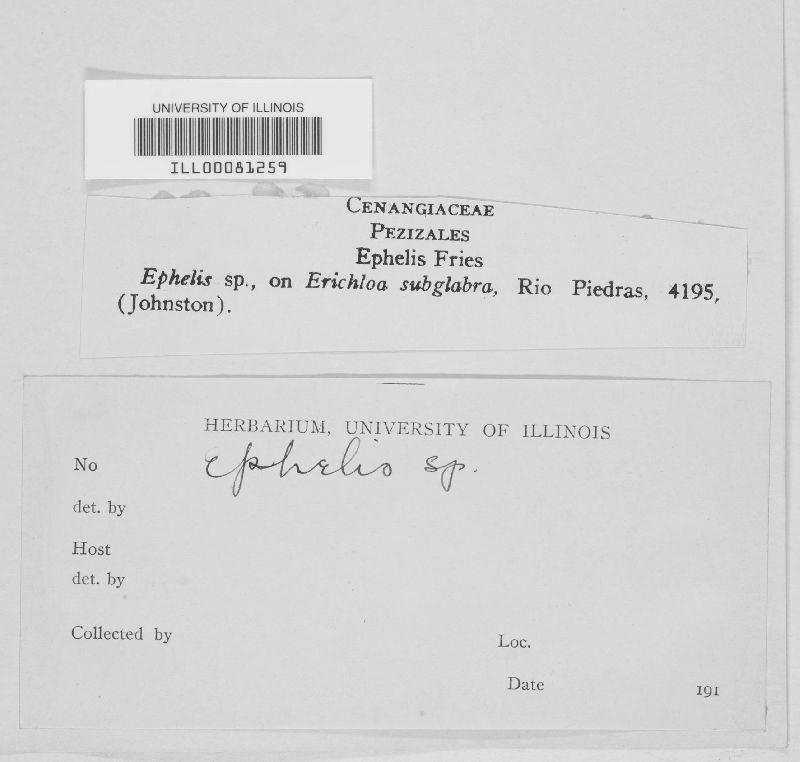 UNIVERSITY OF ILLINOIS
ILL00081259
CENANGIACEAE
PEZIZALES
Ephelis Fries
Ephelis sp., on Erichloa subglabra, Rio Piedras, 4195,
(Johnston).
HERBARIUM, UNIVERSITY OF ILLINOIS
No Ephelis sp.
det. by
Host
det. by
Collected by
Loc.
Date 191